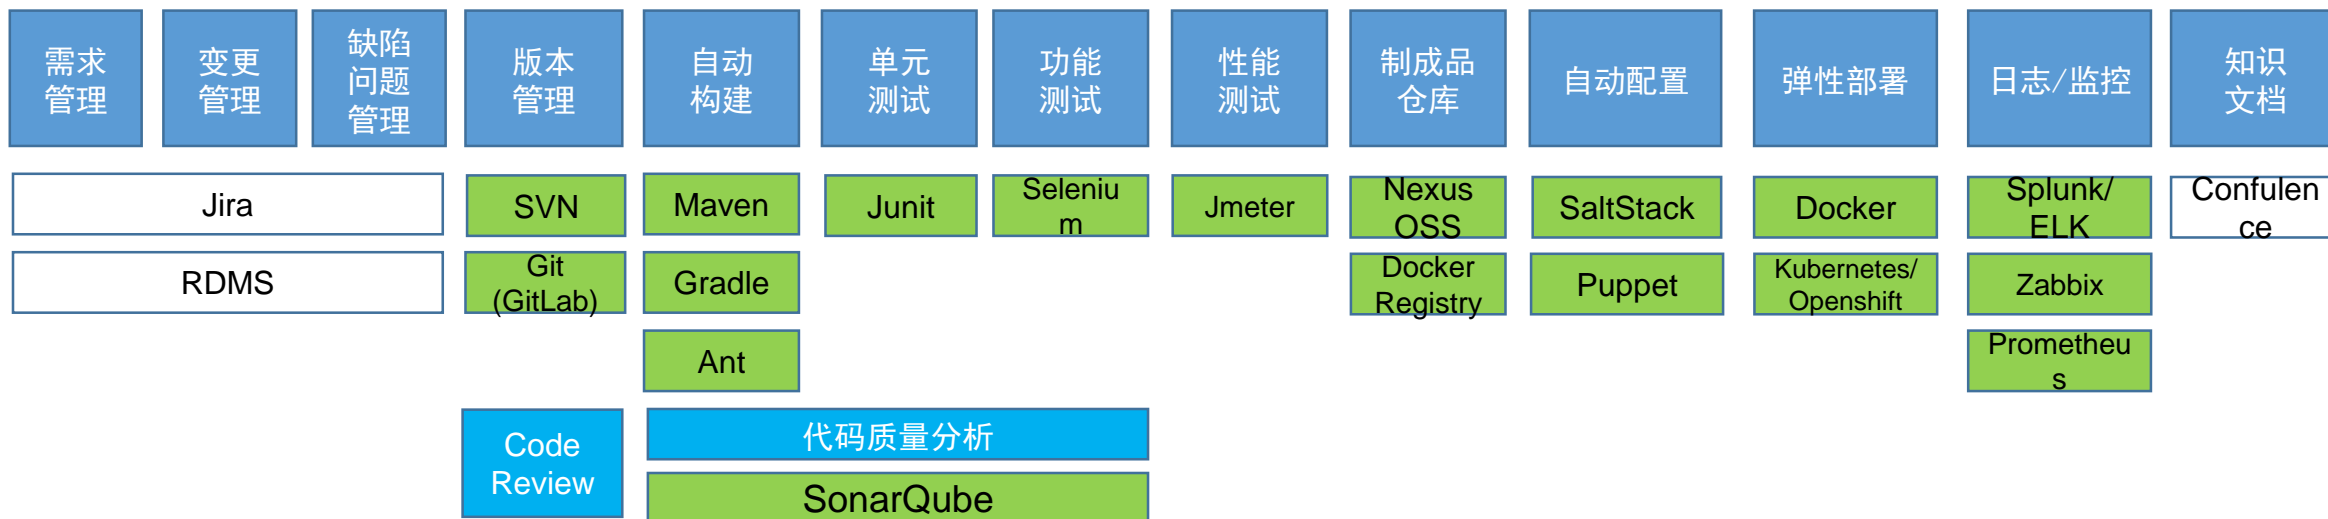 需求
管理
变更
管理
缺陷
问题
管理
版本
管理
自动
构建
单元
测试
功能
测试
性能
测试
制成品
仓库
自动配置
弹性部署
日志/监控
知识
文档
Jira
SVN
Maven
Junit
Seleniu
m
Jmeter
Nexus
OSS
SaltStack
Docker
Splunk/
ELK
Confulen
ce
RDMS
Git
(GitLab)
Gradle
Docker
Registry
Puppet
Kubernetes/
Openshift
Zabbix
Ant
Prometheu
s
Code
Review
代码质量分析
SonarQube